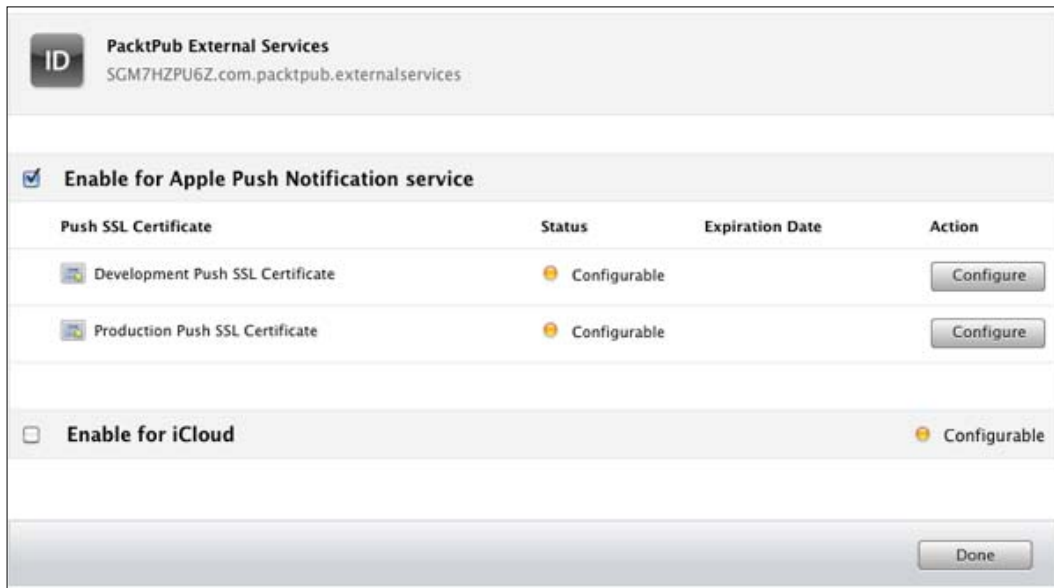 ID
PacktPub External Services
SGM7HZPU6Z.com.packtpub.externalservices
Enable for Apple Push Notification service
Push SSL Certificate Status Expiration Date Action
Development Push SSL Certificate Configurable Configure
Production Push SSL Certificate Configurable Configure
Enable for iCloud Configurable
Done